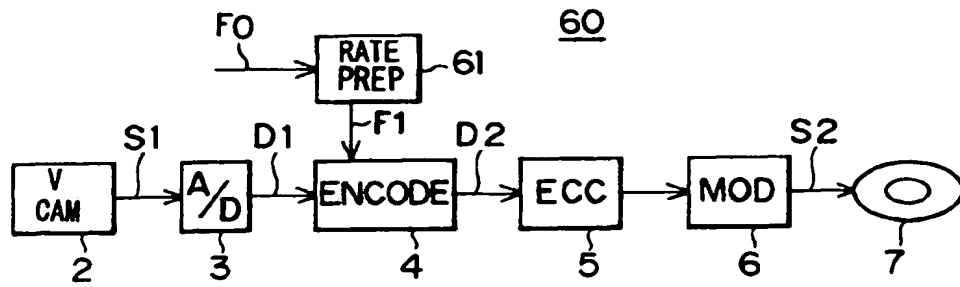 60
FO
RATE
PREP
61
F1
S1
D1
D2
S2
V
CAM
A/D
ENCODE
ECC
MOD
2
3
4
5
6
7